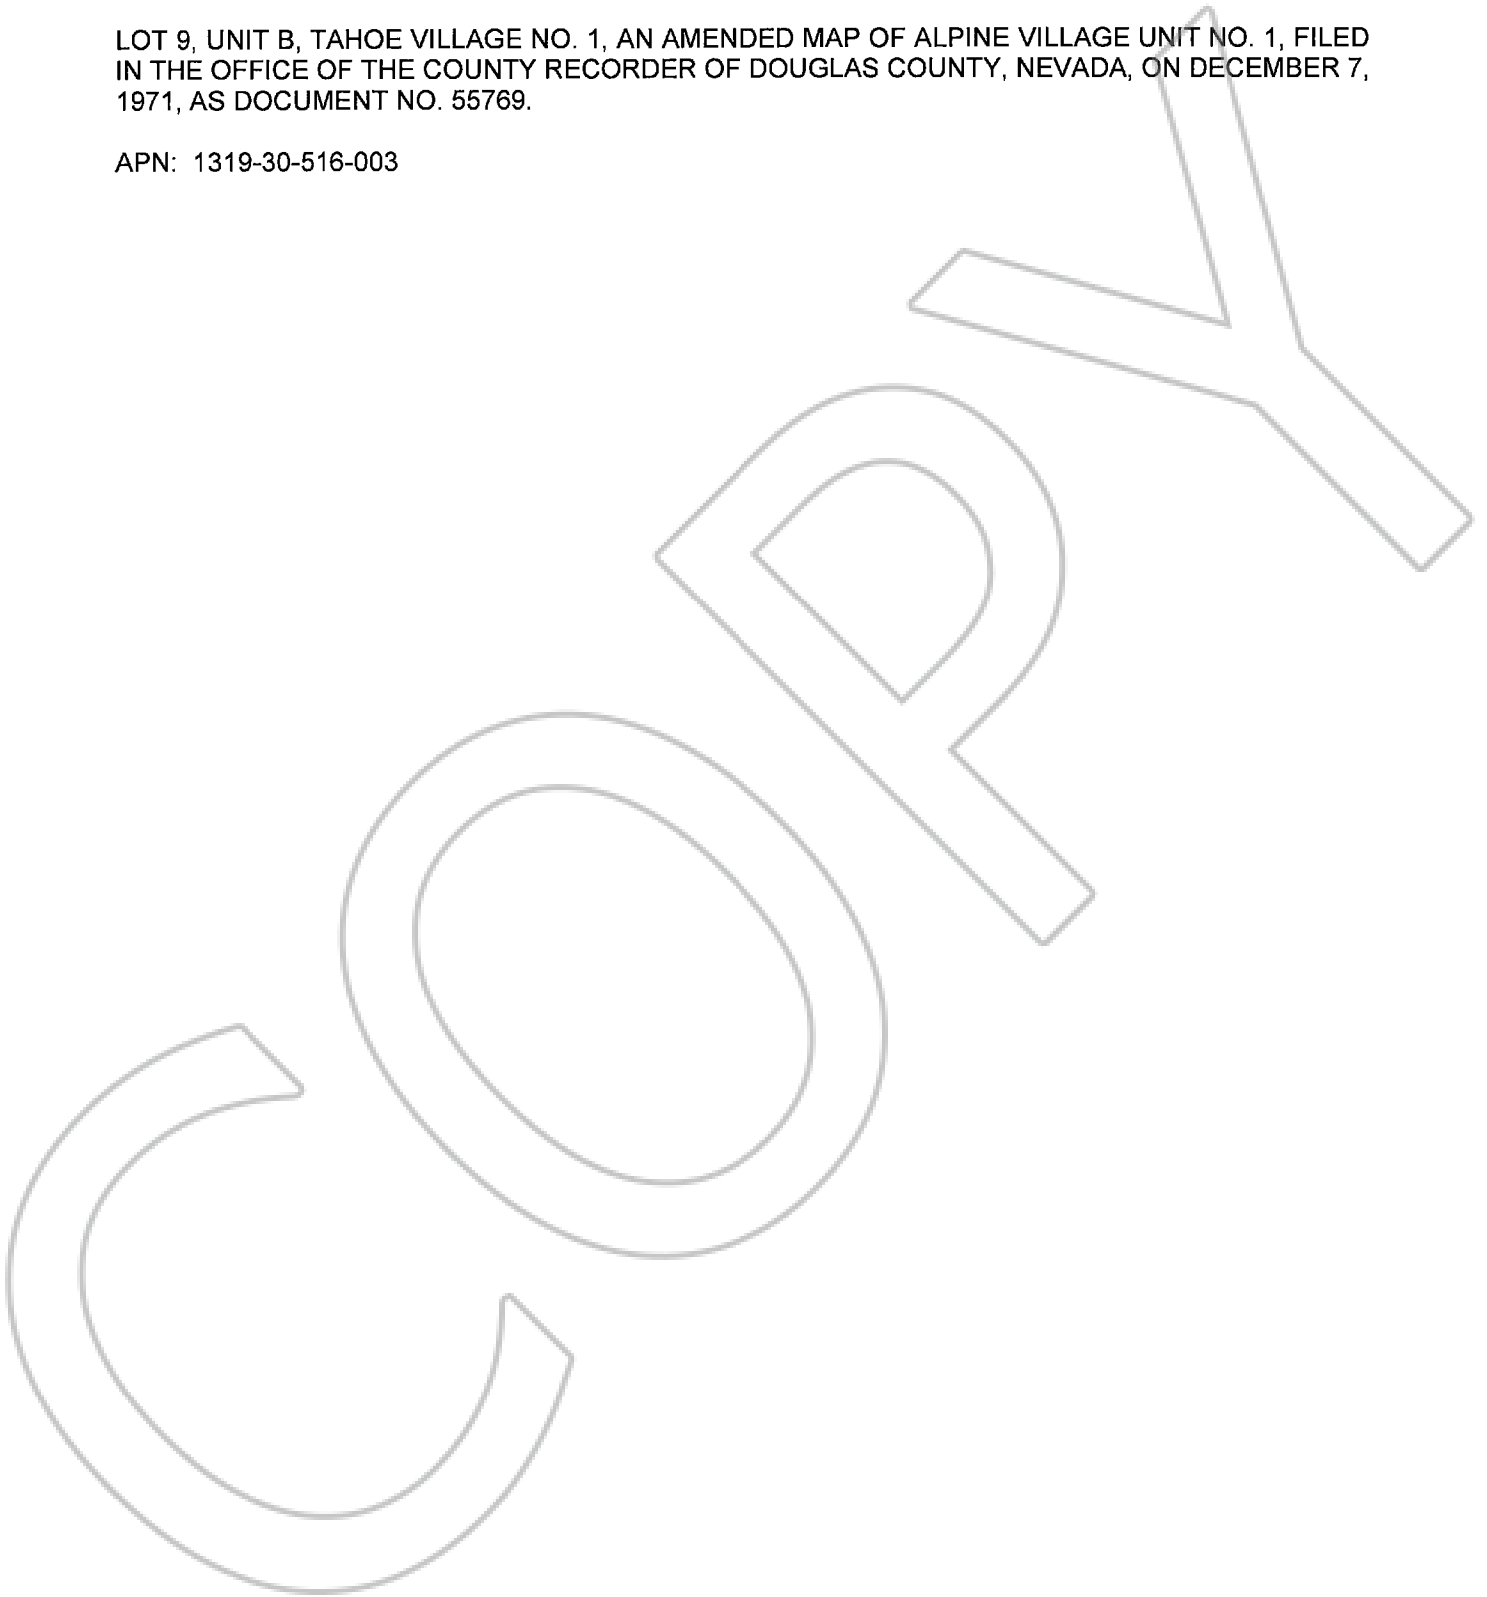 LOT 9, UNIT B, TAHOE VILLAGE NO. 1, AN AMENDED MAP OF ALPINE VILLAGE UNIT NO. 1, FILED
IN THE OFFICE OF THE COUNTY RECORDER OF DOUGLAS COUNTY, NEVADA, ON DECEMBER 7,
1971, AS DOCUMENT NO. 55769.
APN: 1319-30-516-003
COPY